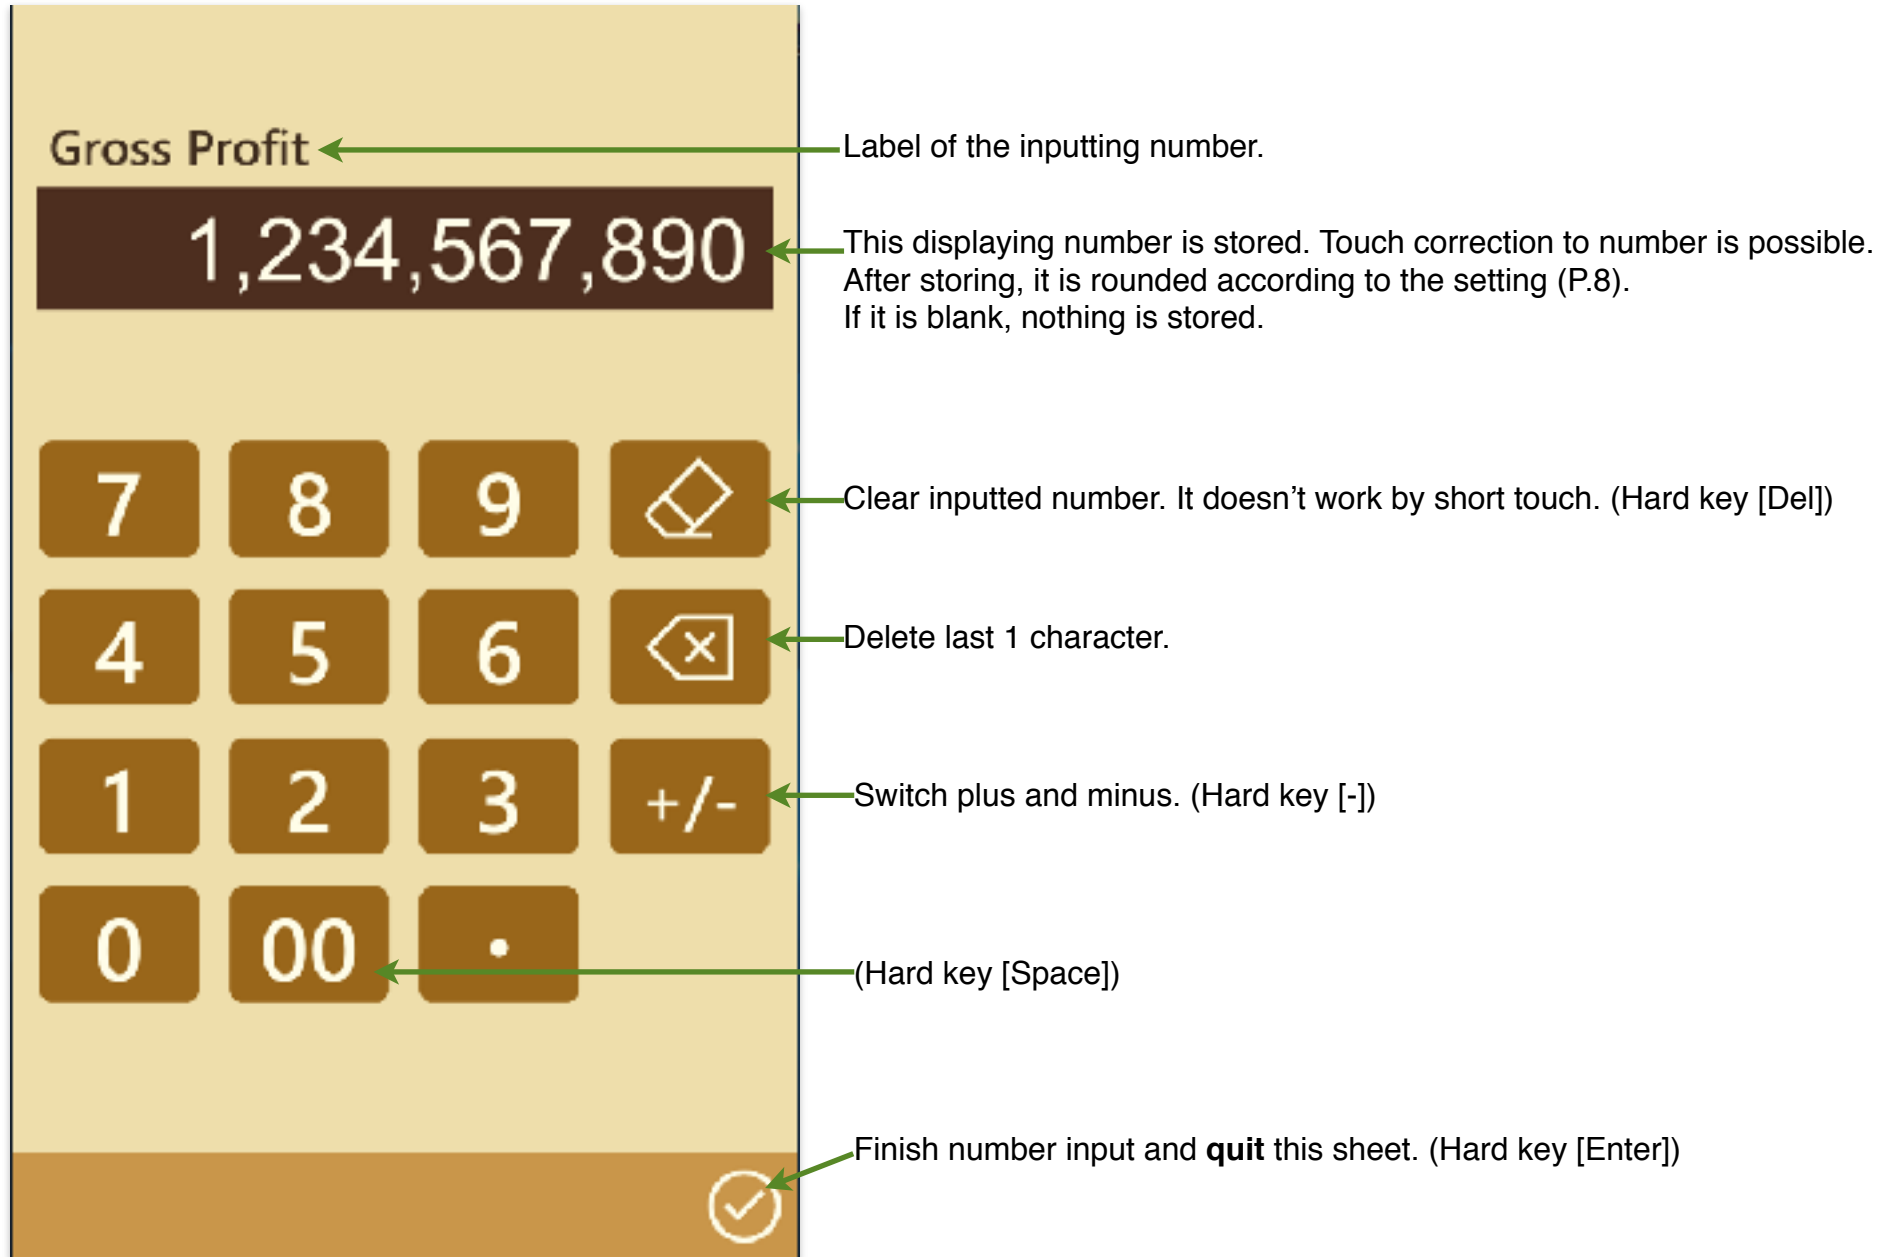 Gross Profit
Label of the inputting number.
1,234,567,890
This displaying number is stored. Touch correction to number is possible.
After storing, it is rounded according to the setting (P.8).
If it is blank, nothing is stored.
7 8 9
Clear inputted number. It doesn’t work by short touch. (Hard key [Del])
4 5 6
Delete last 1 character.
1 2 3 +/-
Switch plus and minus. (Hard key [-])
0 00 •
(Hard key [Space])
Finish number input and quit this sheet. (Hard key [Enter])